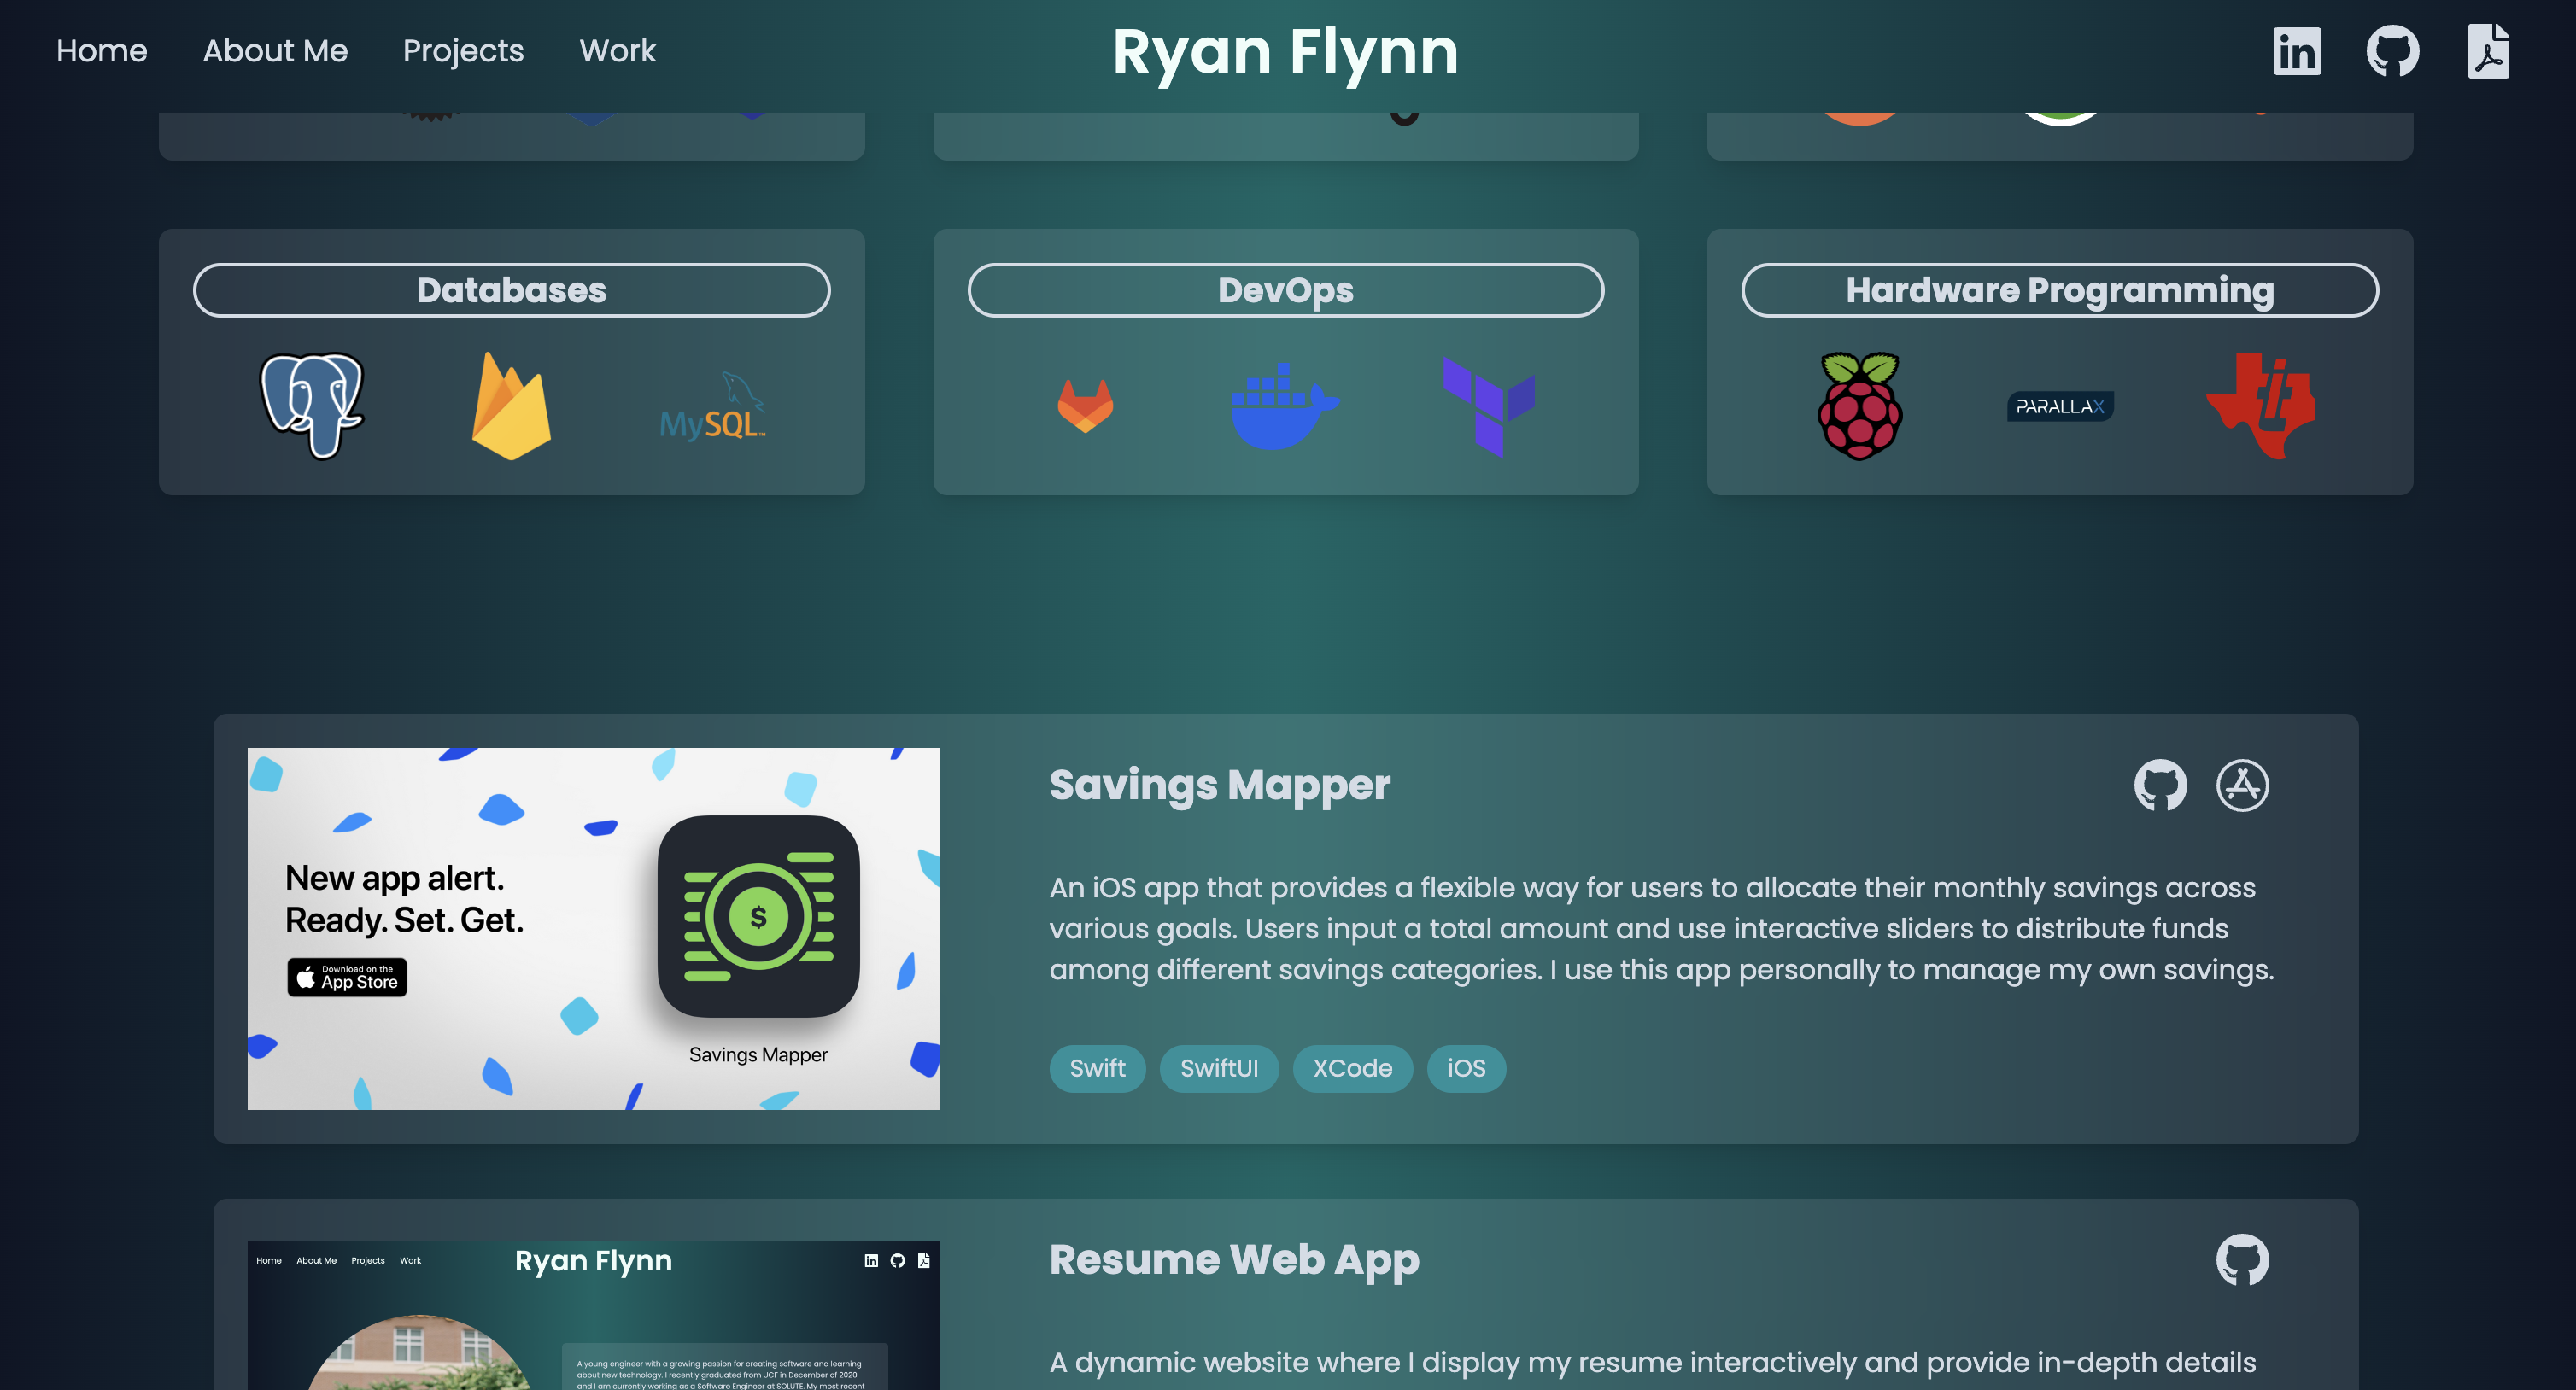 Home About Me Projects Work
Ryan Flynn
in
Databases
DevOps
Hardware Programming
MySQL™
PARALLAX
ti
Savings Mapper
New app alert.
Ready. Set. Get.
Download on the
App Store
$
Savings Mapper
An iOS app that provides a flexible way for users to allocate their monthly savings across
various goals. Users input a total amount and use interactive sliders to distribute funds
among different savings categories. I use this app personally to manage my own savings.
Swift SwiftUI XCode iOS
Home About Me Projects Work
Ryan Flynn
in
A young engineer with a growing passion for creating software and learning
about new technology. I recently graduated from UCF in December of 2020
and I am currently working as a Software Engineer at SOLUTE. My most recent
Resume Web App
A dynamic website where I display my resume interactively and provide in-depth details